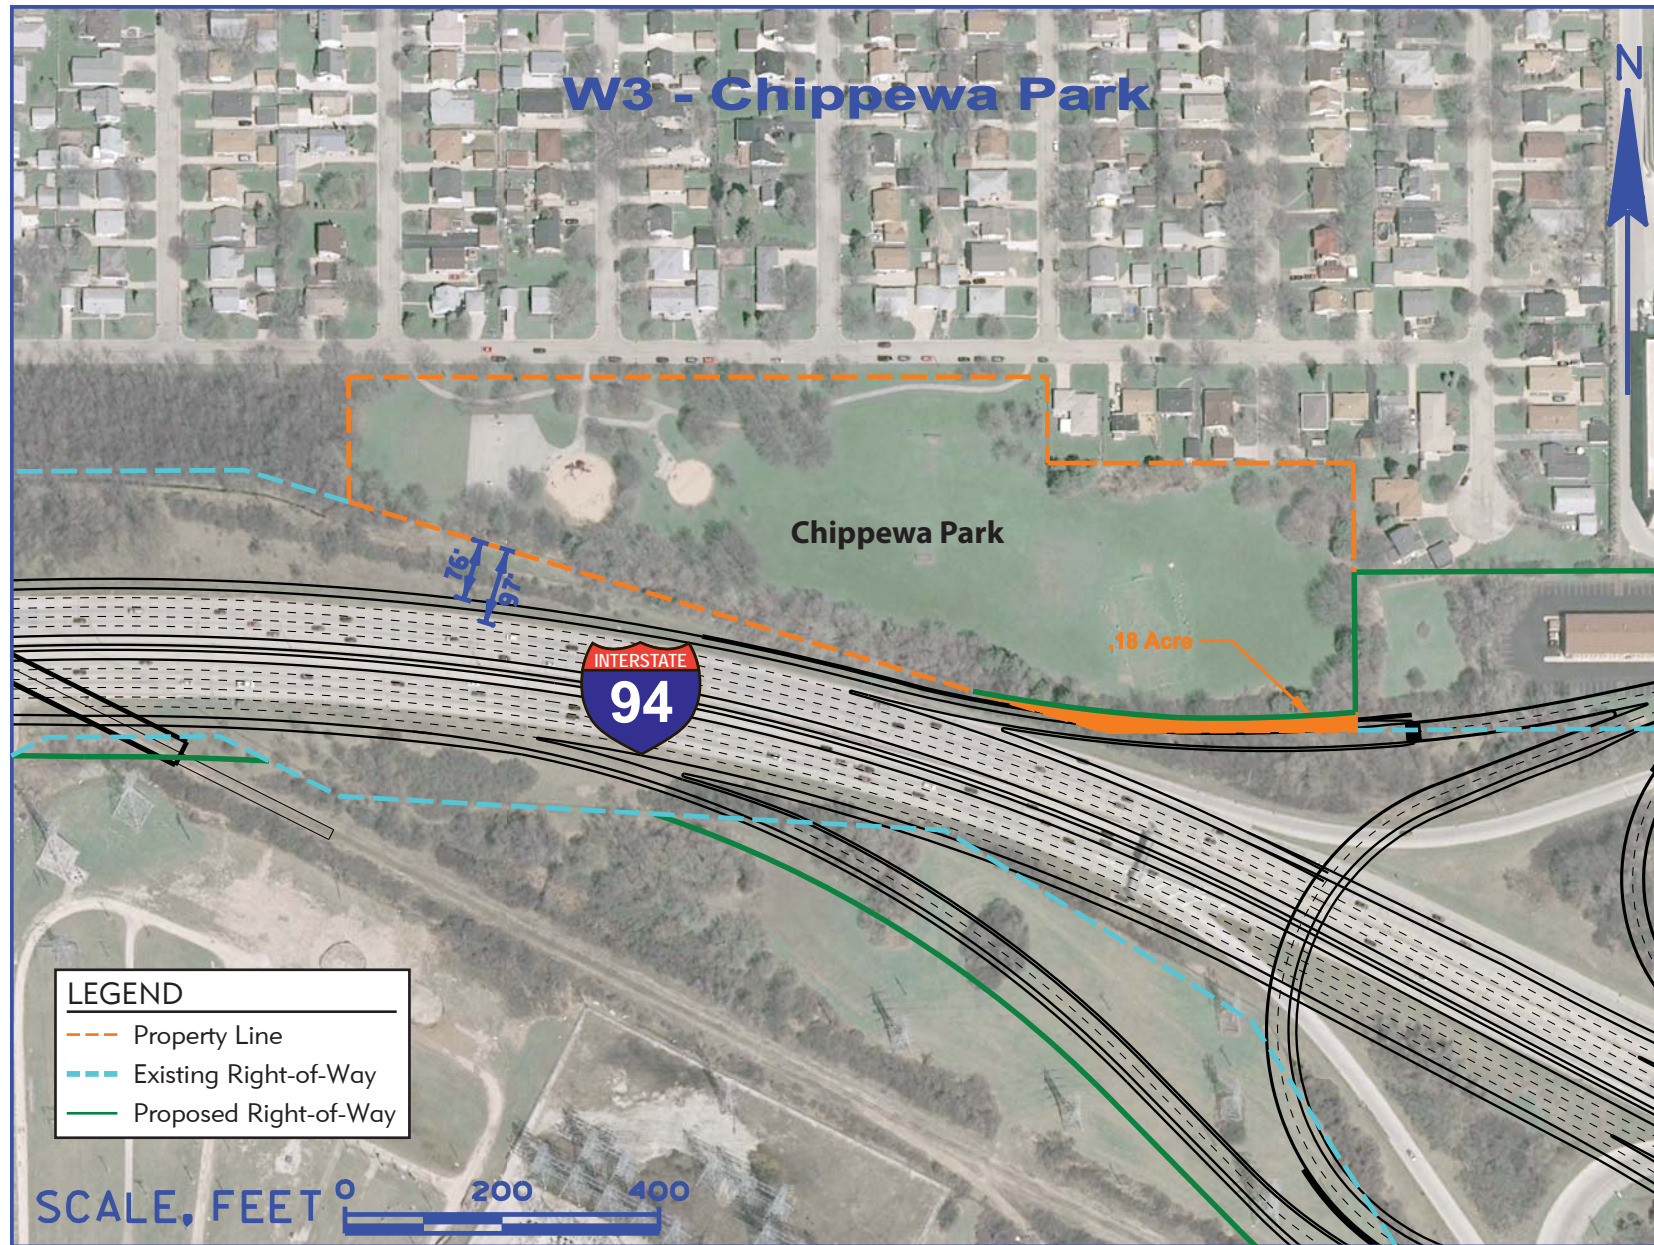 W3 - Chippewa Park
N
Chippewa Park
76'
97'
.18 Acre
INTERSTATE
94
LEGEND
Property Line
Existing Right-of-Way
Proposed Right-of-Way
SCALE, FEET 0 200 400